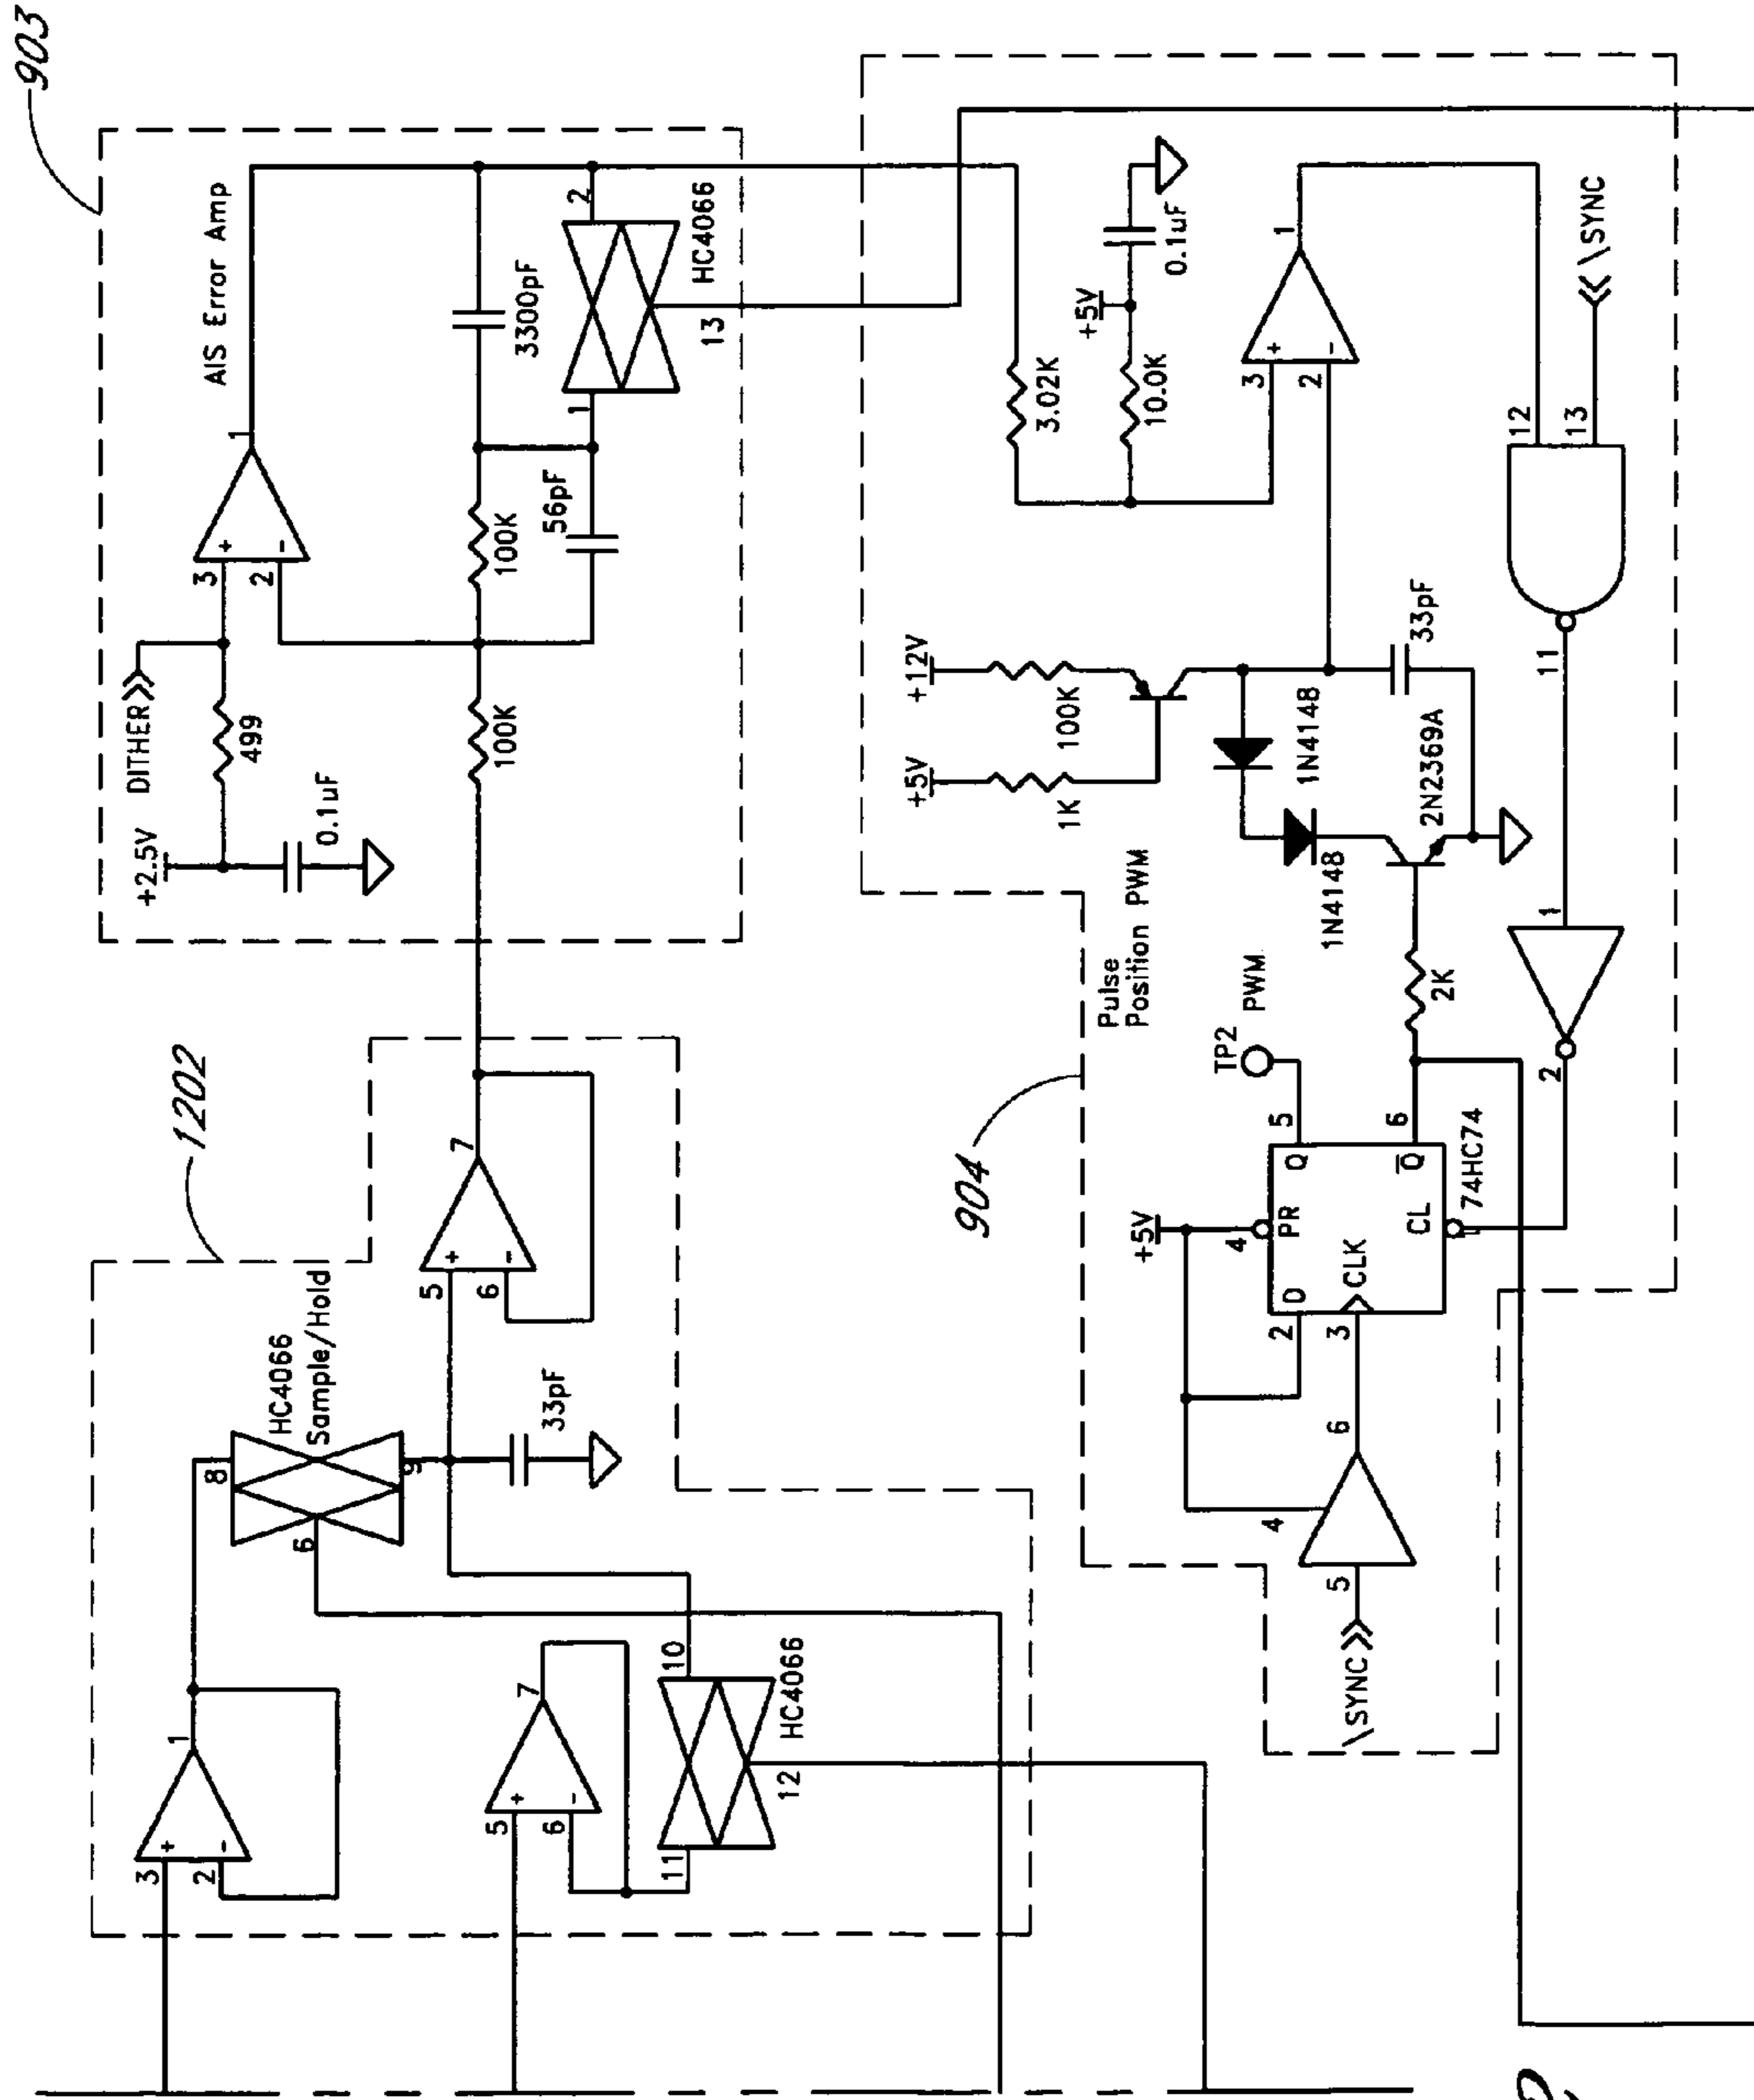 903
1202
904
AIS Error Amp
DITHER
+2.5V
499
0.1uF
3
2
+
-
1
100K
100K
56pF
3300pF
1
2
13
HC4066
3
2
+
-
1
8
9
6
HC4066
Sample/Hold
33pF
5
6
+
-
7
5
6
+
-
7
11
10
12
HC4066
Pulse
Position PWM
+5V
+12V
1K
100K
1N4148
1N4148
2N2369A
33pF
3.02K
10.0K
+5V
0.1uF
3
2
+
-
1
12
13
11
\SYNC
1
2
2K
TP2
PWM
+5V
4
PR
2
D
3
CLK
Q
5
Q
6
CL
74HC74
\SYNC
5
4
6